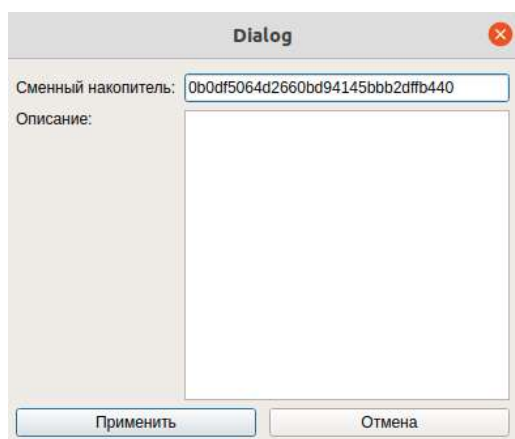 Dialog
Сменный накопитель: 0b0df5064d2660bd94145bbb2dffb440
Описание:
Применить Отмена